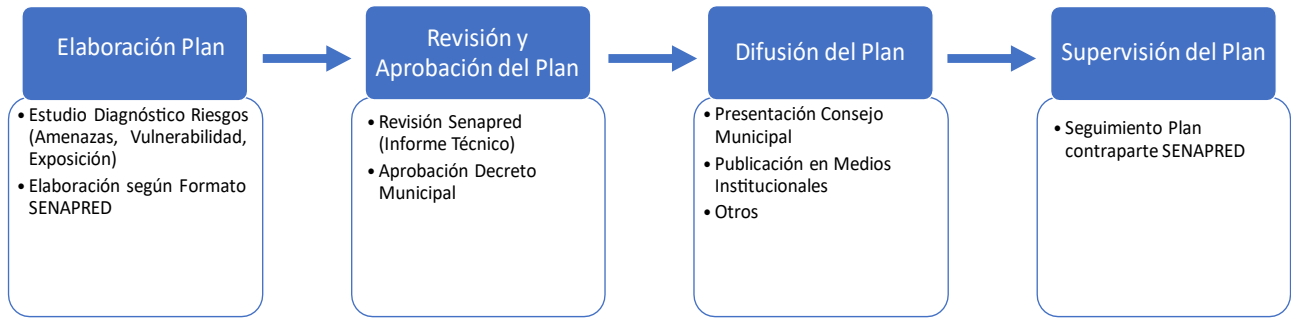 Elaboración Plan
• Estudio Diagnóstico Riesgos
(Amenazas, Vulnerabilidad,
Exposición)
• Elaboración según Formato
SENAPRED
Revisión y
Aprobación del Plan
• Revisión Senapred
(Informe Técnico)
• Aprobación Decreto
Municipal
Difusión del Plan
• Presentación Consejo
Municipal
• Publicación en Medios
Institucionales
• Otros
Supervisión del Plan
• Seguimiento Plan
contraparte SENAPRED